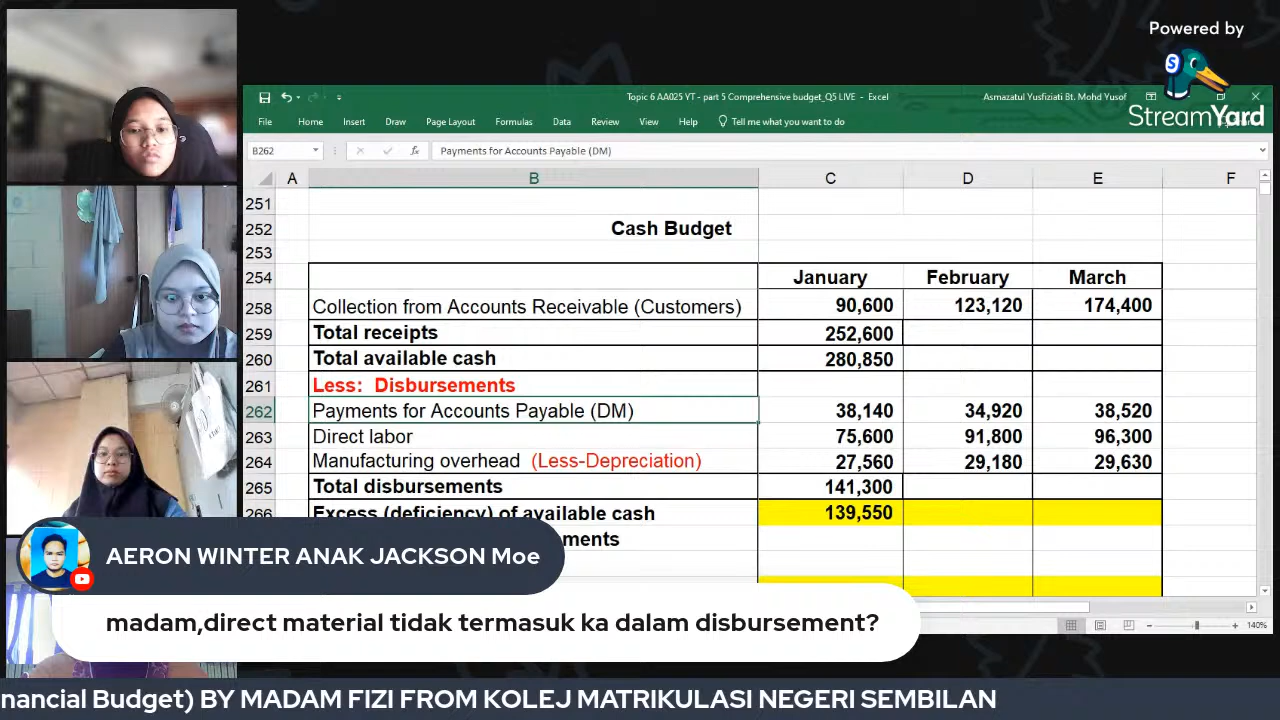 Powered by
StreamYard
Topic 6 AA025 YT - part 5 Comprehensive budget_Q5 LIVE - Excel
Asmazatul Yusfiziati Bt. Mohd Yusof
File Home Insert Draw Page Layout Formulas Data Review View Help Tell me what you want to do
B262 fx Payments for Accounts Payable (DM)
A B C D E F
251
252 Cash Budget
253
254 January February March
258 Collection from Accounts Receivable (Customers) 90,600 123,120 174,400
259 Total receipts 252,600
260 Total available cash 280,850
261 Less: Disbursements
262 Payments for Accounts Payable (DM) 38,140 34,920 38,520
263 Direct labor 75,600 91,800 96,300
264 Manufacturing overhead (Less-Depreciation) 27,560 29,180 29,630
265 Total disbursements 141,300
266 Excess (deficiency) of available cash 139,550
ments
AERON WINTER ANAK JACKSON Moe
madam,direct material tidak termasuk ka dalam disbursement?
140%
nancial Budget) BY MADAM FIZI FROM KOLEJ MATRIKULASI NEGERI SEMBILAN